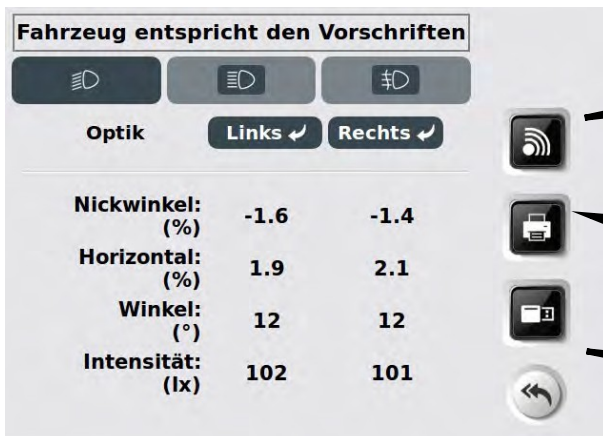 Fahrzeug entspricht den Vorschriften
Optik Links Rechts
Nickwinkel: (%) -1.6 -1.4
Horizontal: (%) 1.9 2.1
Winkel: (°) 12 12
Intensität: (lx) 102 101